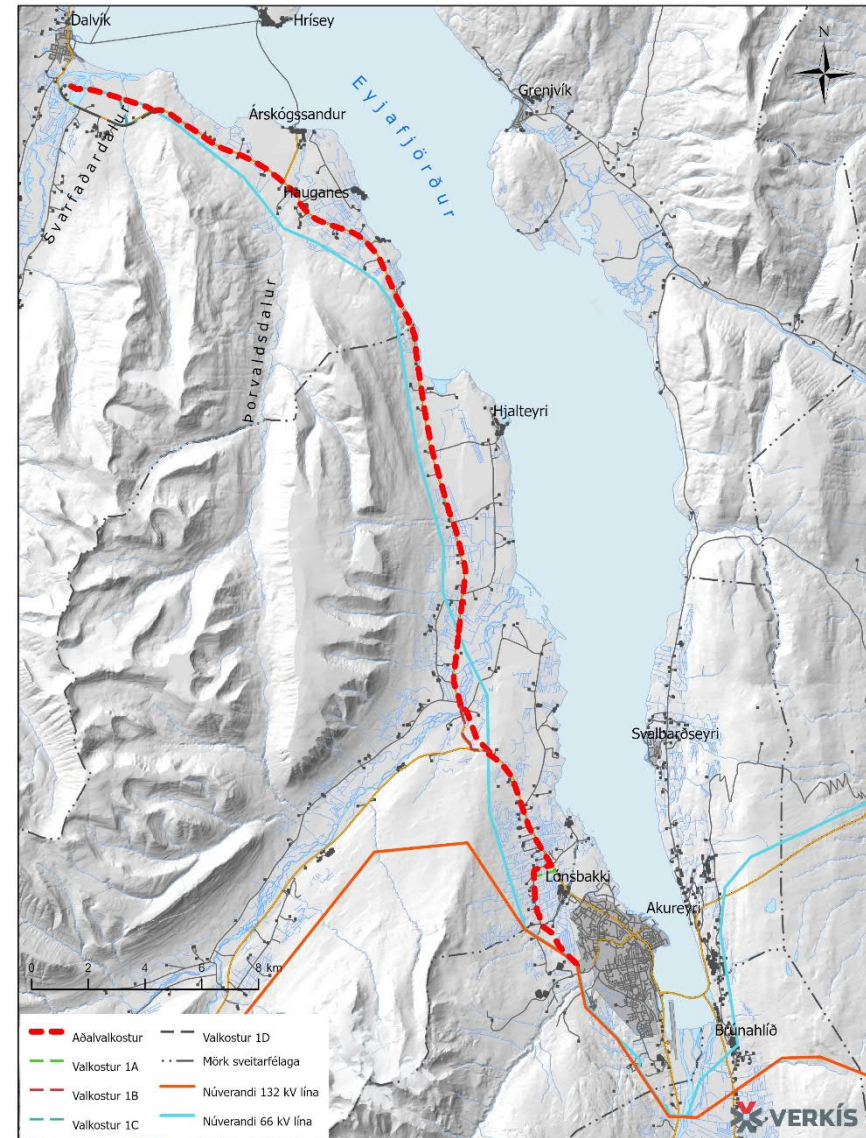 Dalvík
Hrísey
N
Grenivík
Eyjafjörður
Árskógssandur
Svarfaðardalur
Hauganes
Þorvaldsdalur
Hjalteyri
Svalbarðseyri
Lónsbakki
Akureyri
Brúnahlíð
0 2 4 6 8 km
Aðalvalkostur
Valkostur 1A
Valkostur 1B
Valkostur 1C
Valkostur 1D
Mörk sveitarfélaga
Núverandi 132 kV lína
Núverandi 66 kV lína
VERKÍS